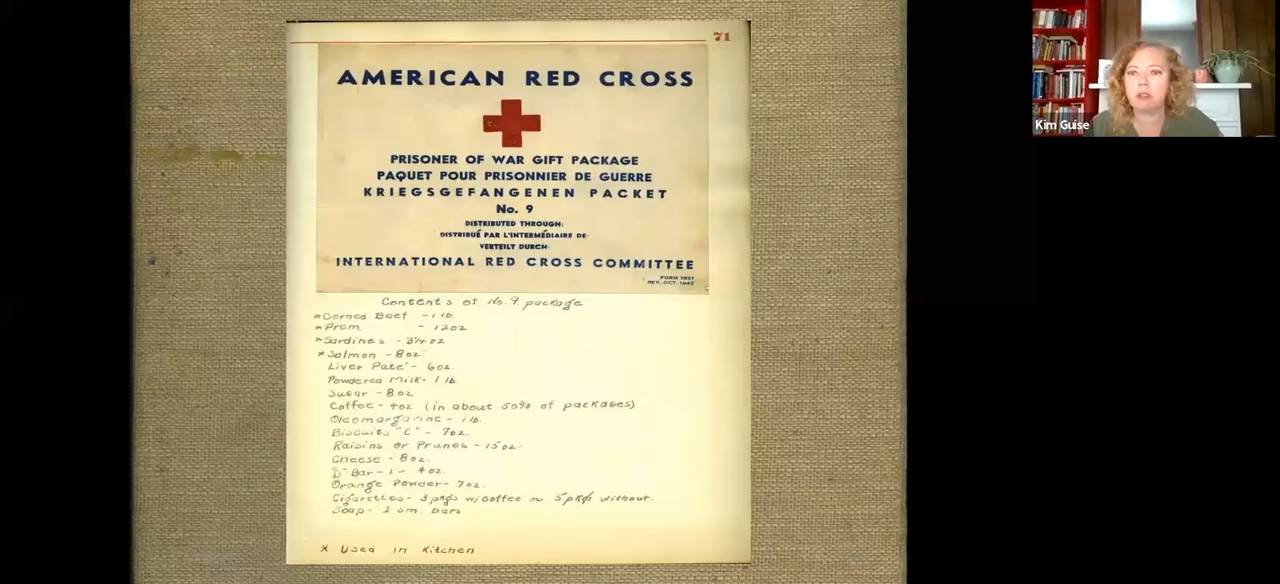 71
AMERICAN RED CROSS
PRISONER OF WAR GIFT PACKAGE
PAQUET POUR PRISONNIER DE GUERRE
KRIEGSGEFANGENEN PACKET
No. 9
DISTRIBUTED THROUGH:
DISTRIBUÉ PAR L'INTERMÉDIAIRE DE:
VERTEILT DURCH:
INTERNATIONAL RED CROSS COMMITTEE
FORM 1631
REV. OCT. 1942
Contents of No. 9 package
*Corned Beef - 1 lb.
*Prem - 12 oz
*Sardines - oz
*Salmon - 8 oz.
Liver Pate' - 6 oz.
Powdered Milk - 1 lb.
Sugar - 8 oz
Coffee - 4 oz (in about 50% of packages)
Oleomargarine - 1 lb.
Biscuits "C" - 7 oz.
Raisins or Prunes - 15 oz.
Cheese - 8 oz.
"D" Bar - 1 - 4 oz.
Orange Powder - 7 oz.
Cigarettes - 3 pkgs w/coffee or 5 pkgs without.
Soap - 2 sm. bars
* Used in Kitchen
Kim Guise